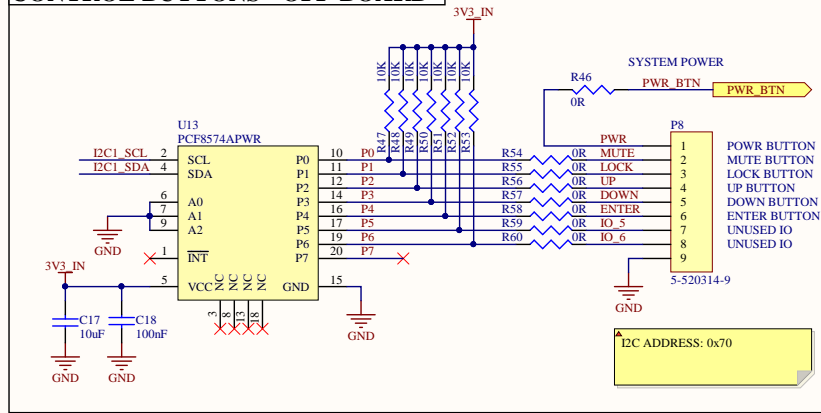 3V3_IN
SYSTEM POWER
10K 10K 10K 10K 10K 10K 10K
R46
PWR_BTN
PWR_BTN
0R
U13
PCF8574APWR
R47 R48 R49 R50 R51 R52 R53
P8
PWR 1 POWR BUTTON
I2C1_SCL 2 SCL P0 10 P0 R54 0R MUTE 2 MUTE BUTTON
I2C1_SDA 4 SDA P1 11 P1 R55 0R LOCK 3 LOCK BUTTON
P2 12 P2 R56 0R UP 4 UP BUTTON
6 A0 P3 14 P3 R57 0R DOWN 5 DOWN BUTTON
7 A1 P4 16 P4 R58 0R ENTER 6 ENTER BUTTON
9 A2 P5 17 P5 R59 0R IO_5 7 UNUSED IO
P6 19 P6 R60 0R IO_6 8 UNUSED IO
GND
1 INT P7 20 P7 9
3V3_IN
5 VCC NC NC NC NC GND 15
5-520314-9
3 8 13 18
GND
GND
C17 C18
10uF 100nF
GND GND
I2C ADDRESS: 0x70